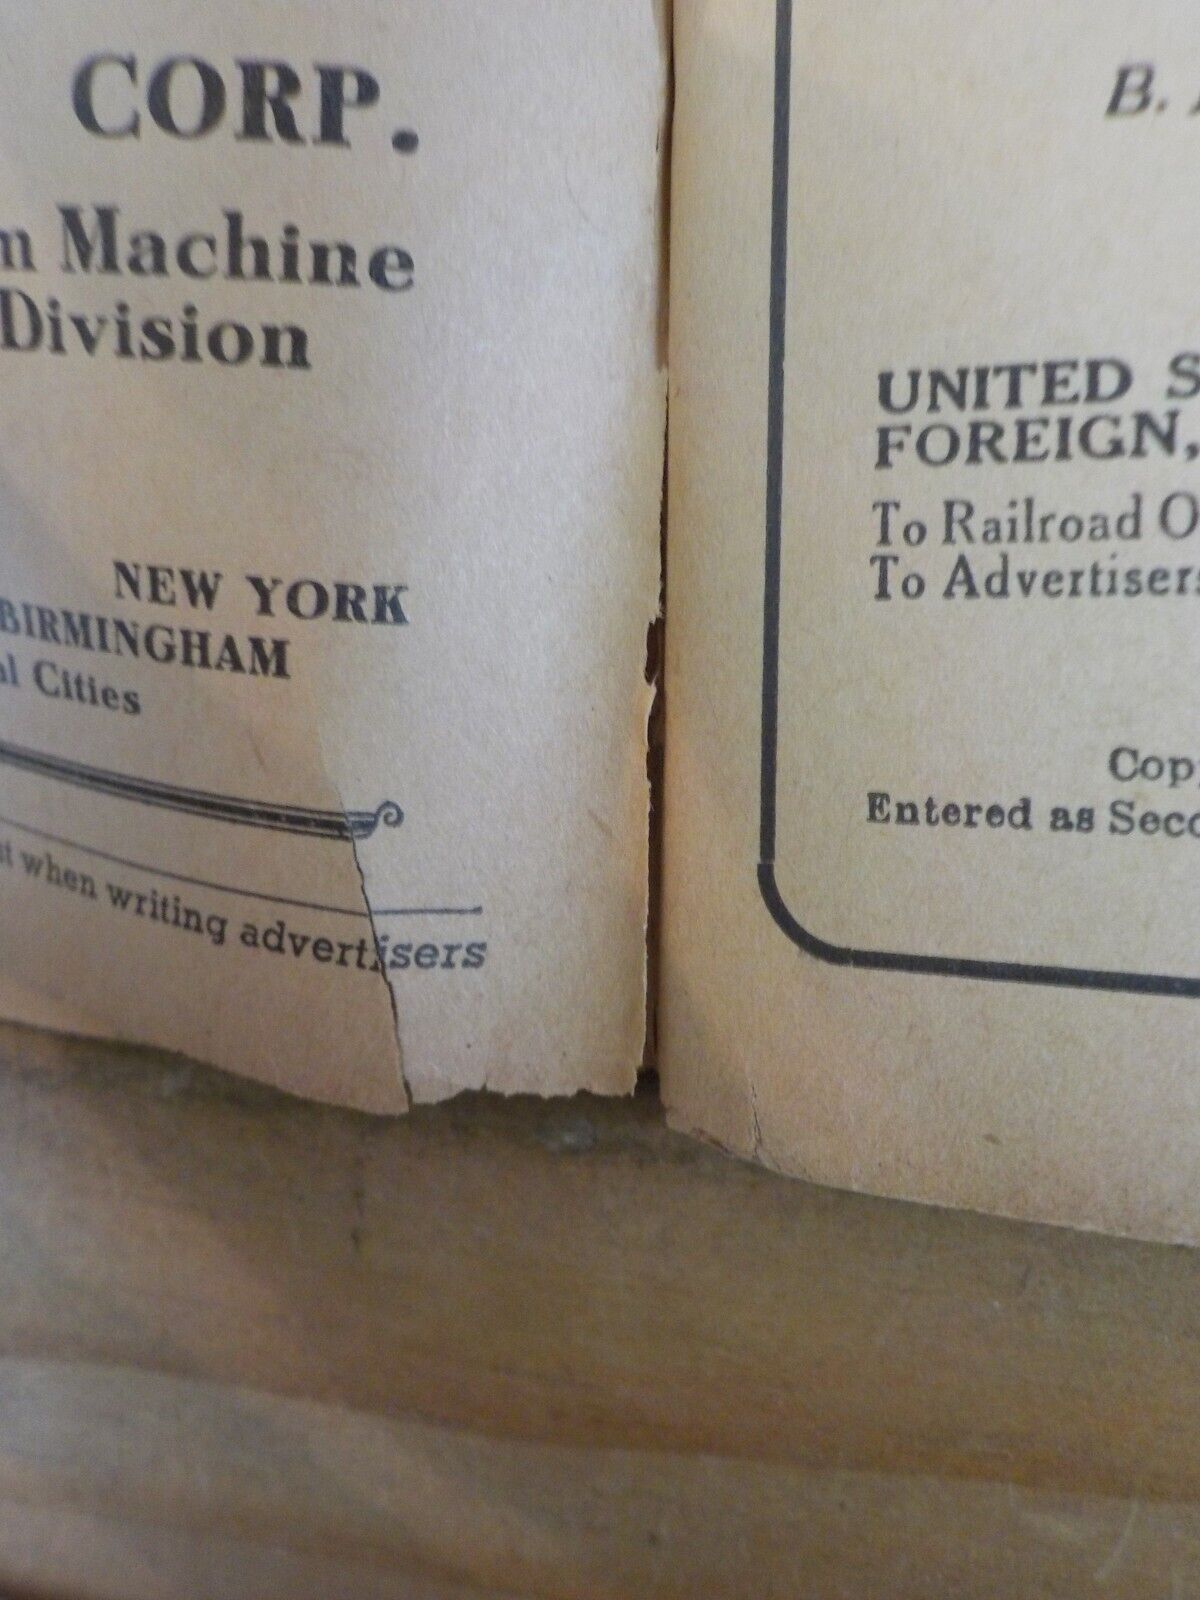 CORP.
Machine
Division
NEW YORK
BIRMINGHAM
Cities
when writing advertisers
B.
UNITED S
FOREIGN,
To Railroad O
To Advertisers
Cop
Entered as Seco